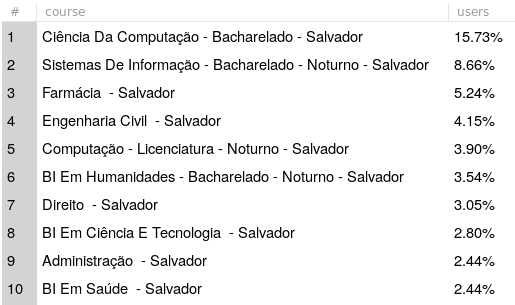 # course users
1 Ciência Da Computação - Bacharelado - Salvador 15.73%
2 Sistemas De Informação - Bacharelado - Noturno - Salvador 8.66%
3 Farmácia - Salvador 5.24%
4 Engenharia Civil - Salvador 4.15%
5 Computação - Licenciatura - Noturno - Salvador 3.90%
6 BI Em Humanidades - Bacharelado - Noturno - Salvador 3.54%
7 Direito - Salvador 3.05%
8 BI Em Ciência E Tecnologia - Salvador 2.80%
9 Administração - Salvador 2.44%
10 BI Em Saúde - Salvador 2.44%